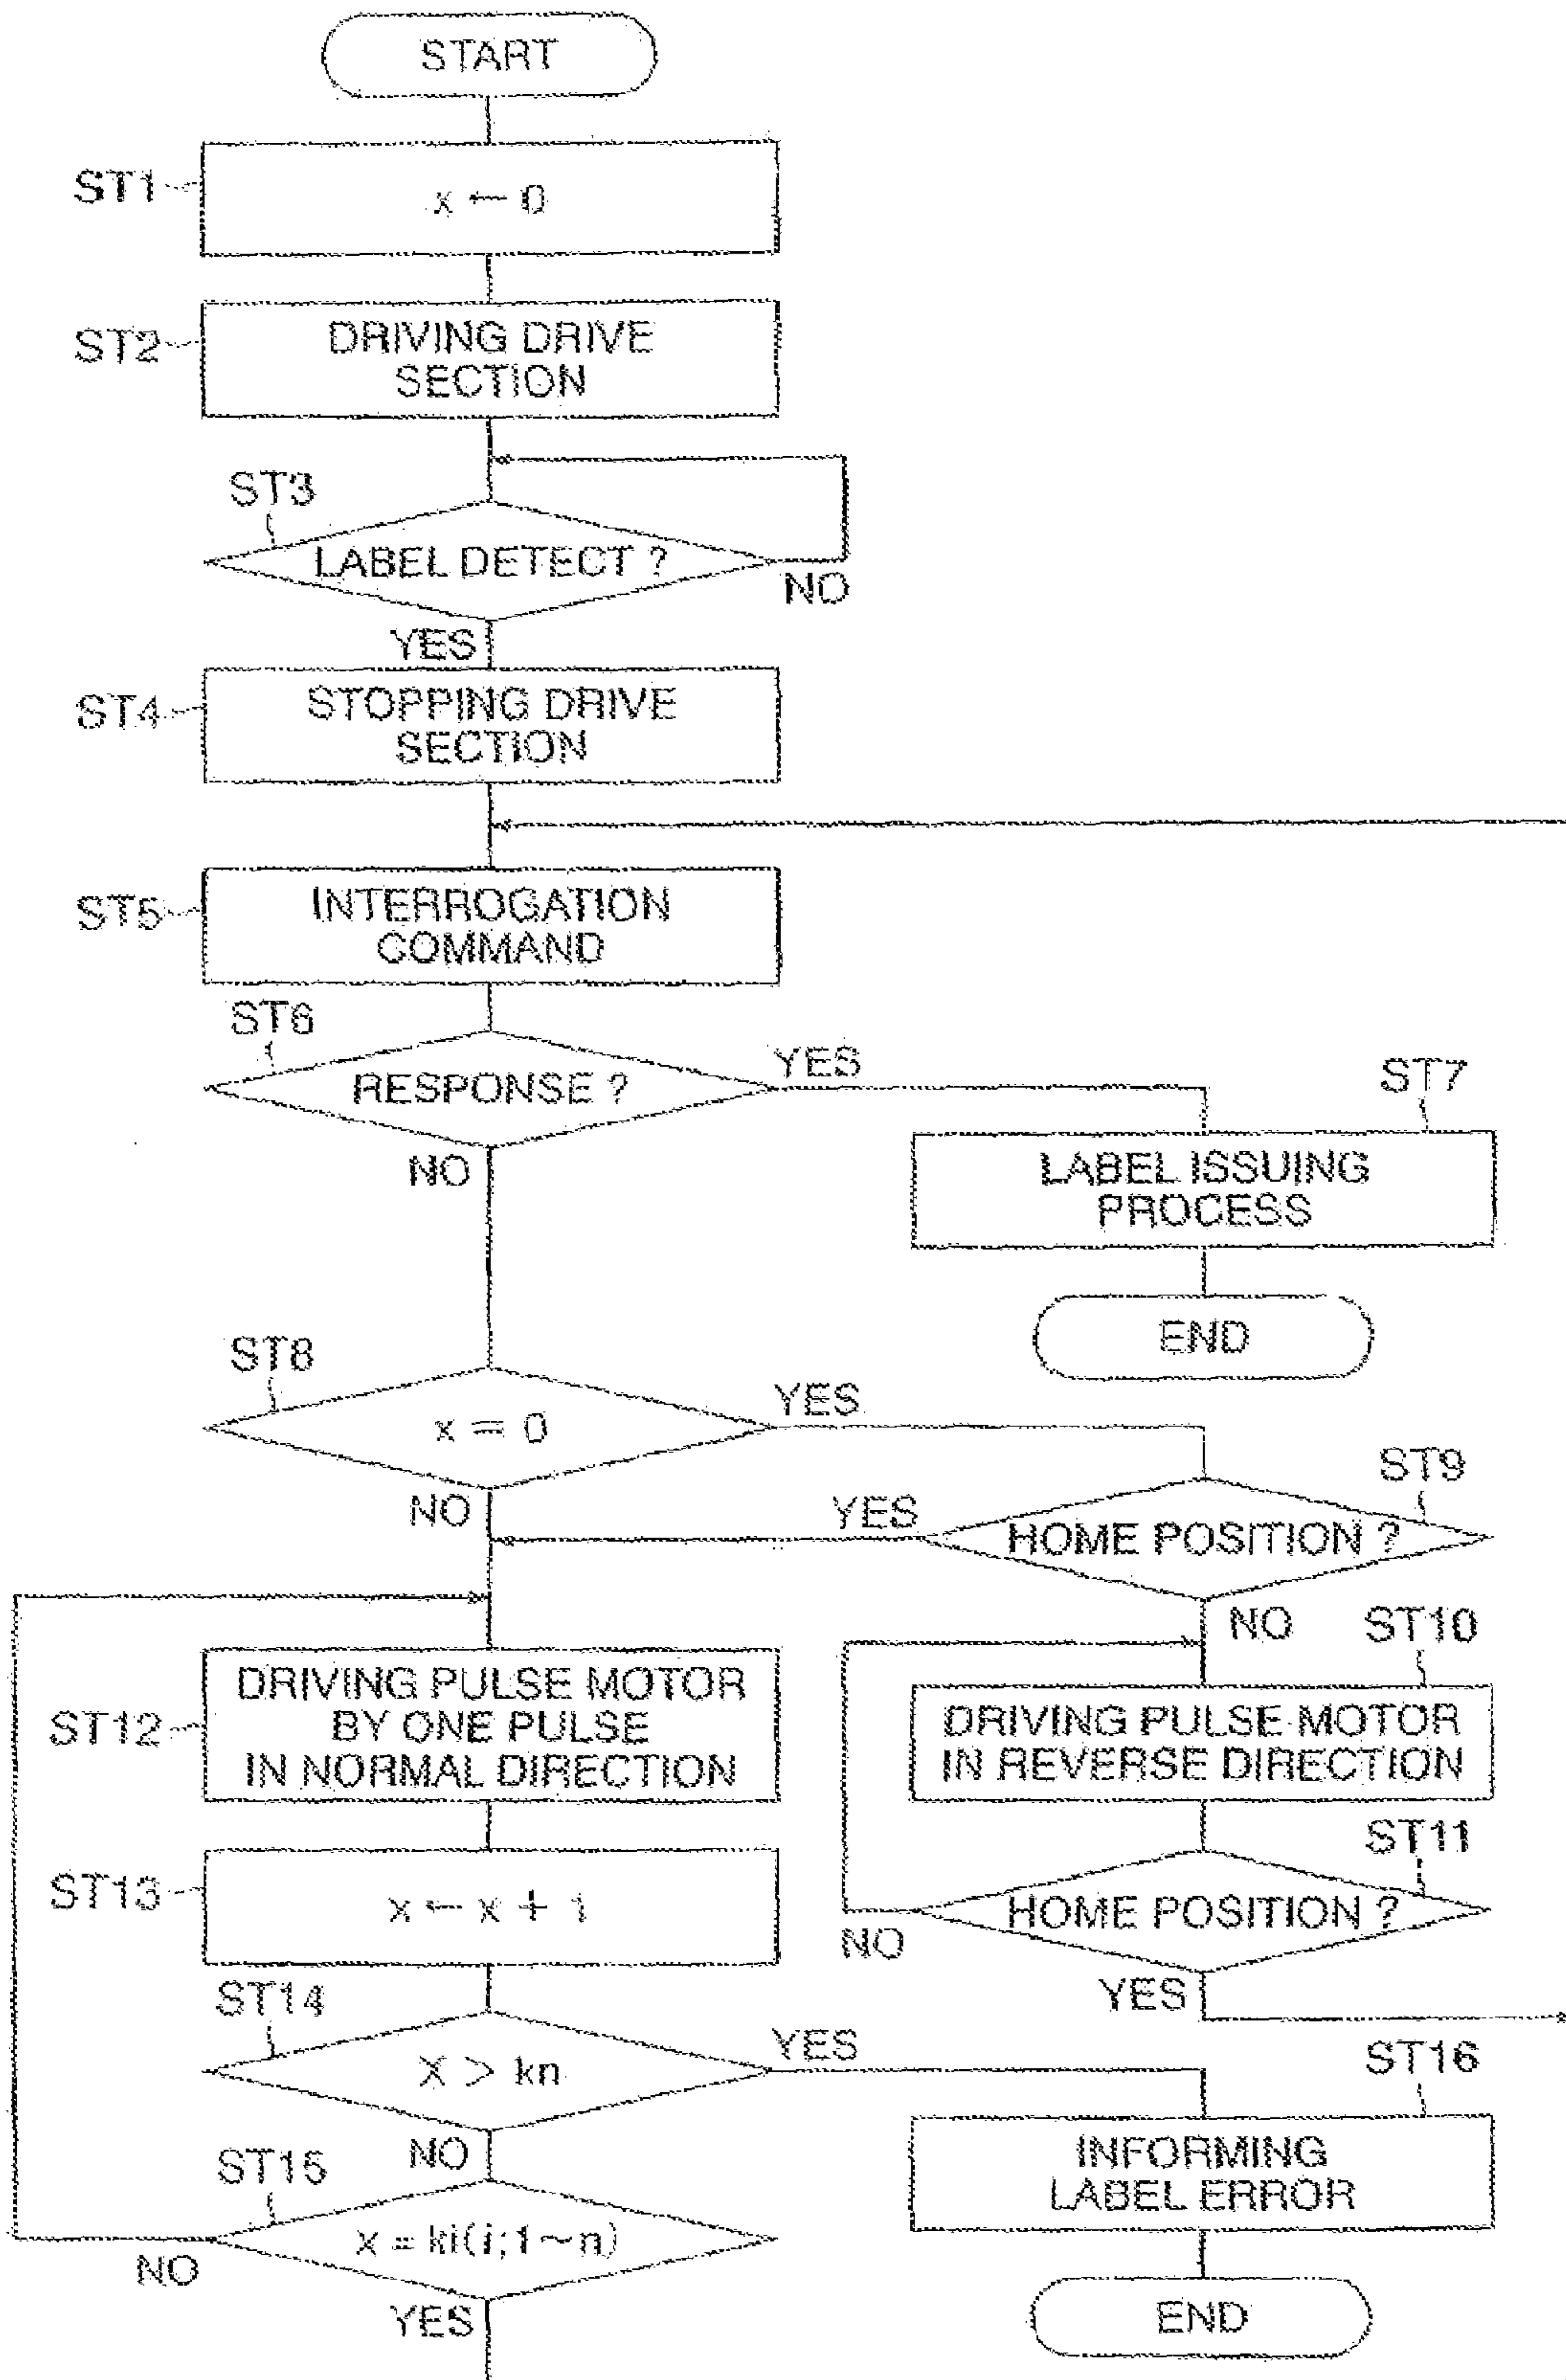 START
ST1
x ← 0
ST2
DRIVING DRIVE
SECTION
ST3
LABEL DETECT ?
NO
YES
ST4
STOPPING DRIVE
SECTION
ST5
INTERROGATION
COMMAND
ST6
RESPONSE ?
YES
NO
ST7
LABEL ISSUING
PROCESS
END
ST8
x = 0
YES
NO
ST9
HOME POSITION ?
YES
NO
ST10
DRIVING PULSE MOTOR
IN REVERSE DIRECTION
ST11
HOME POSITION ?
NO
YES
ST12
DRIVING PULSE MOTOR
BY ONE PULSE
IN NORMAL DIRECTION
ST13
x ← x + 1
ST14
X > kn
YES
NO
ST15
x = ki(i;1~n)
NO
YES
ST16
INFORMING
LABEL ERROR
END